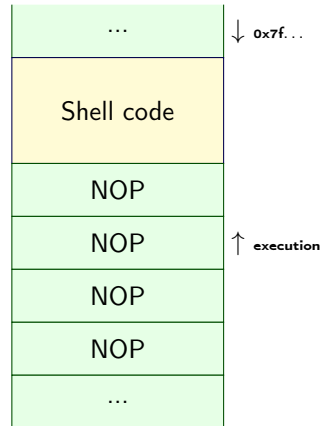 ...
↓ 0x7f...
Shell code
NOP
NOP
↑ execution
NOP
NOP
...